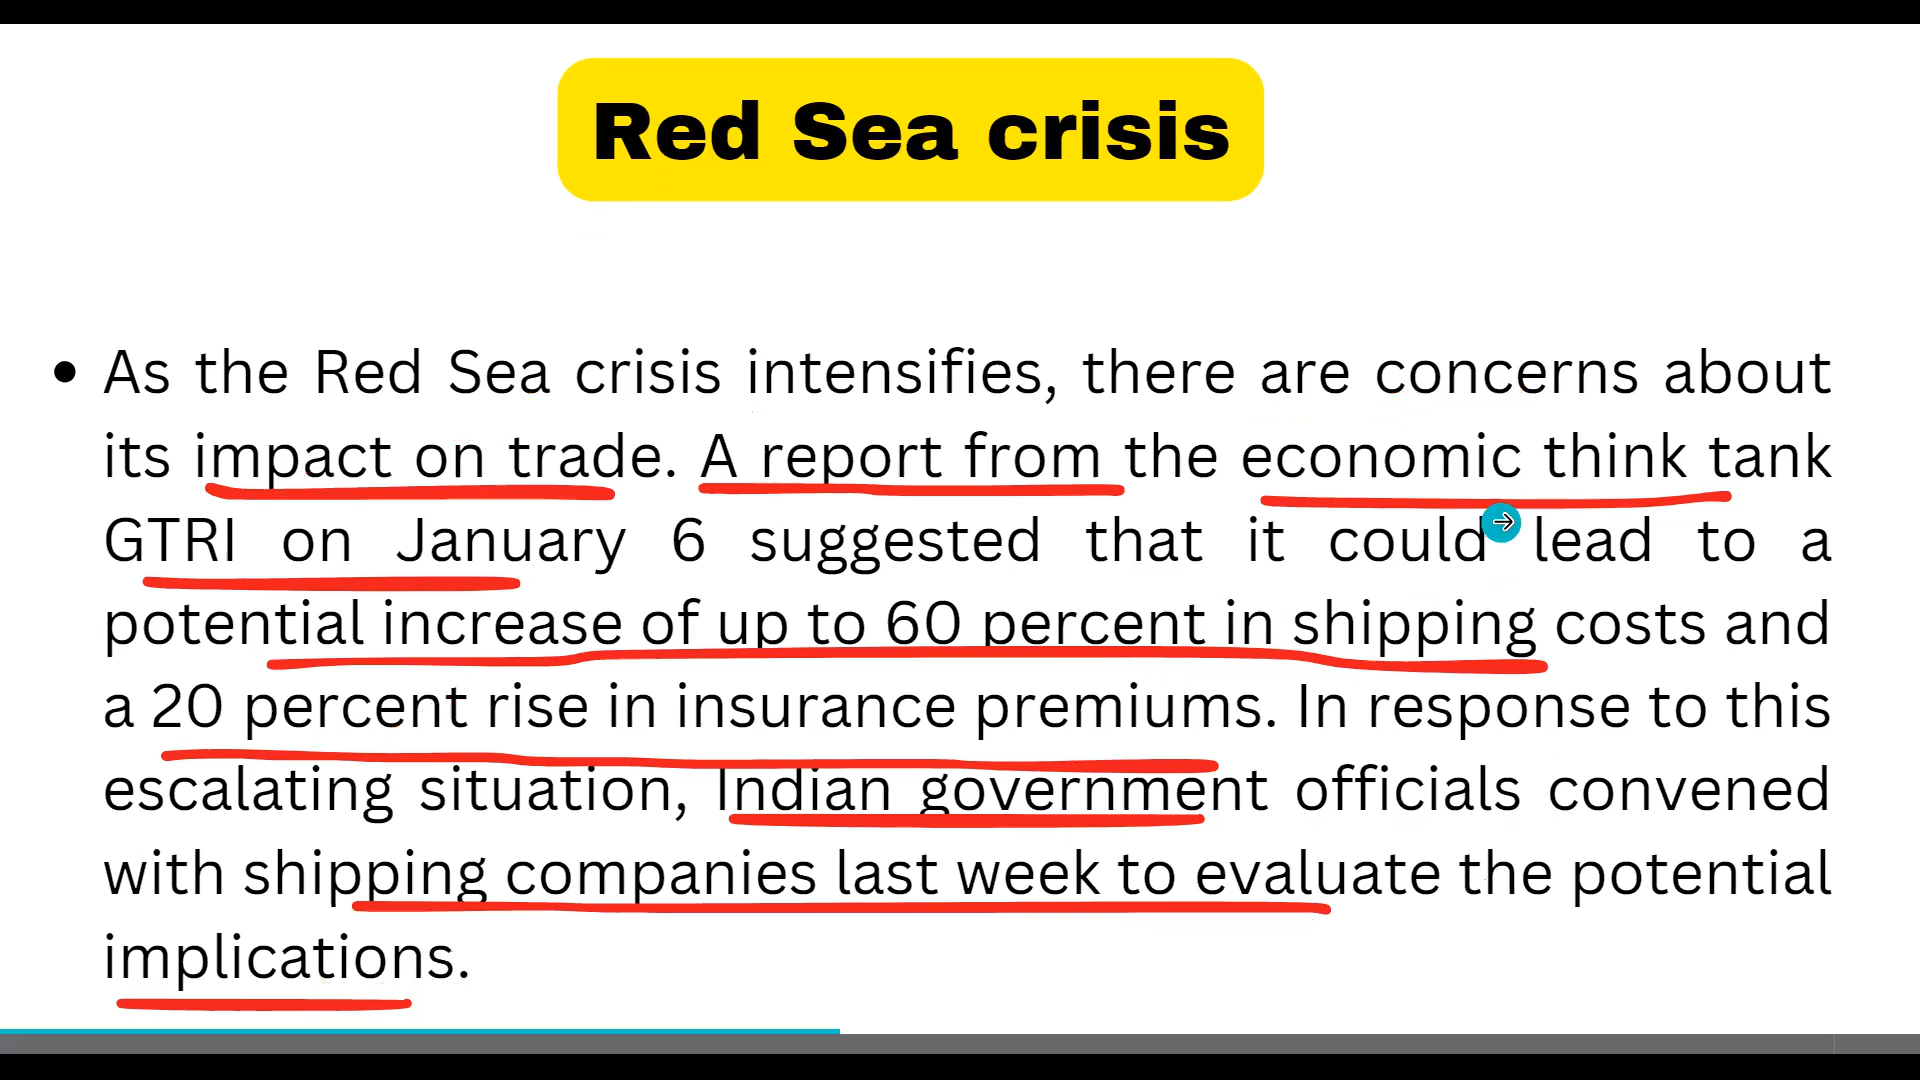 Red Sea crisis
• As the Red Sea crisis intensifies, there are concerns about
its impact on trade. A report from the economic think tank
GTRI on January 6 suggested that it could lead to a
potential increase of up to 60 percent in shipping costs and
a 20 percent rise in insurance premiums. In response to this
escalating situation, Indian government officials convened
with shipping companies last week to evaluate the potential
implications.